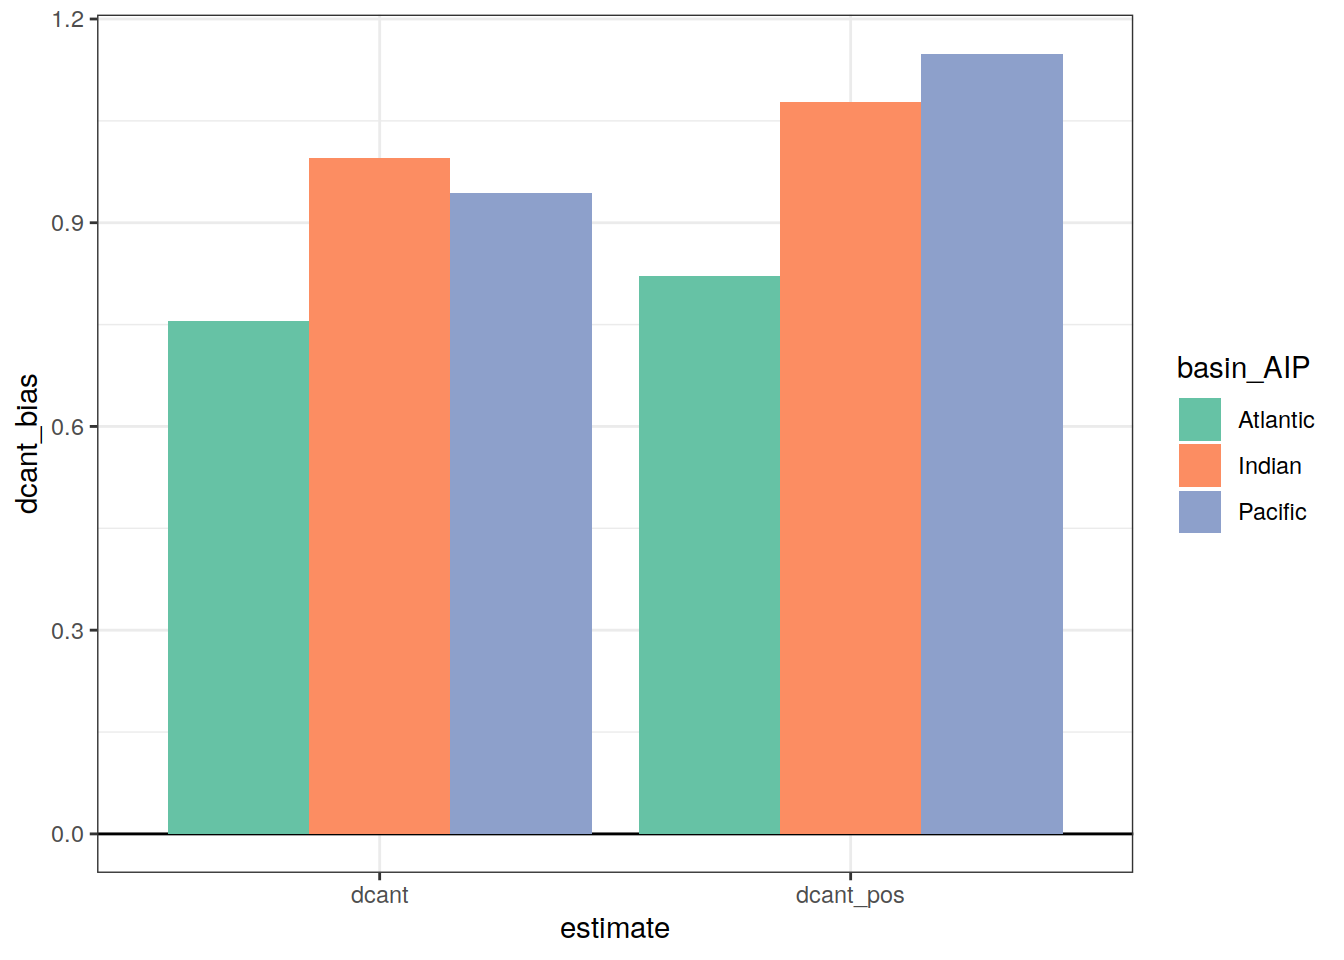 dcant_bias
1.2
0.9
0.6
0.3
0.0
dcant
dcant_pos
estimate
basin_AIP
Atlantic
Indian
Pacific